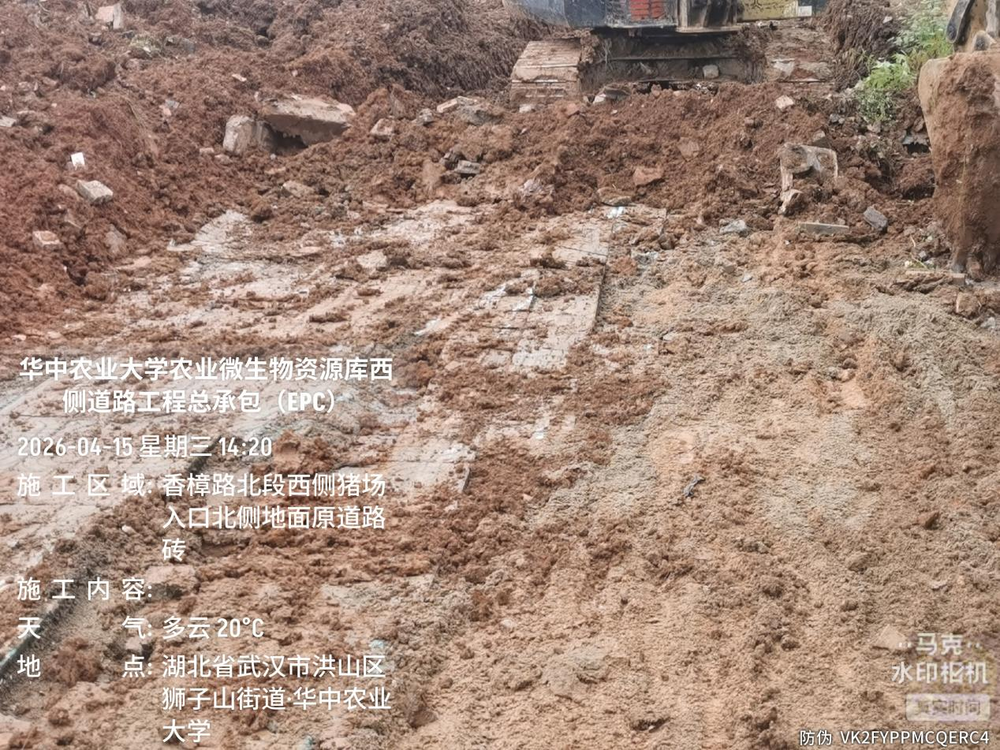 华中农业大学农业微生物资源库西
侧道路工程总承包（EPC）
2026-04-15 星期三 14:20
施工区域: 香樟路北段西侧猪场
入口北侧地面原道路
砖
施工内容:
天气: 多云 20°C
地点: 湖北省武汉市洪山区
狮子山街道·华中农业
大学
马克
水印相机
真实时间
防伪 VK2FYPPMCQERC4